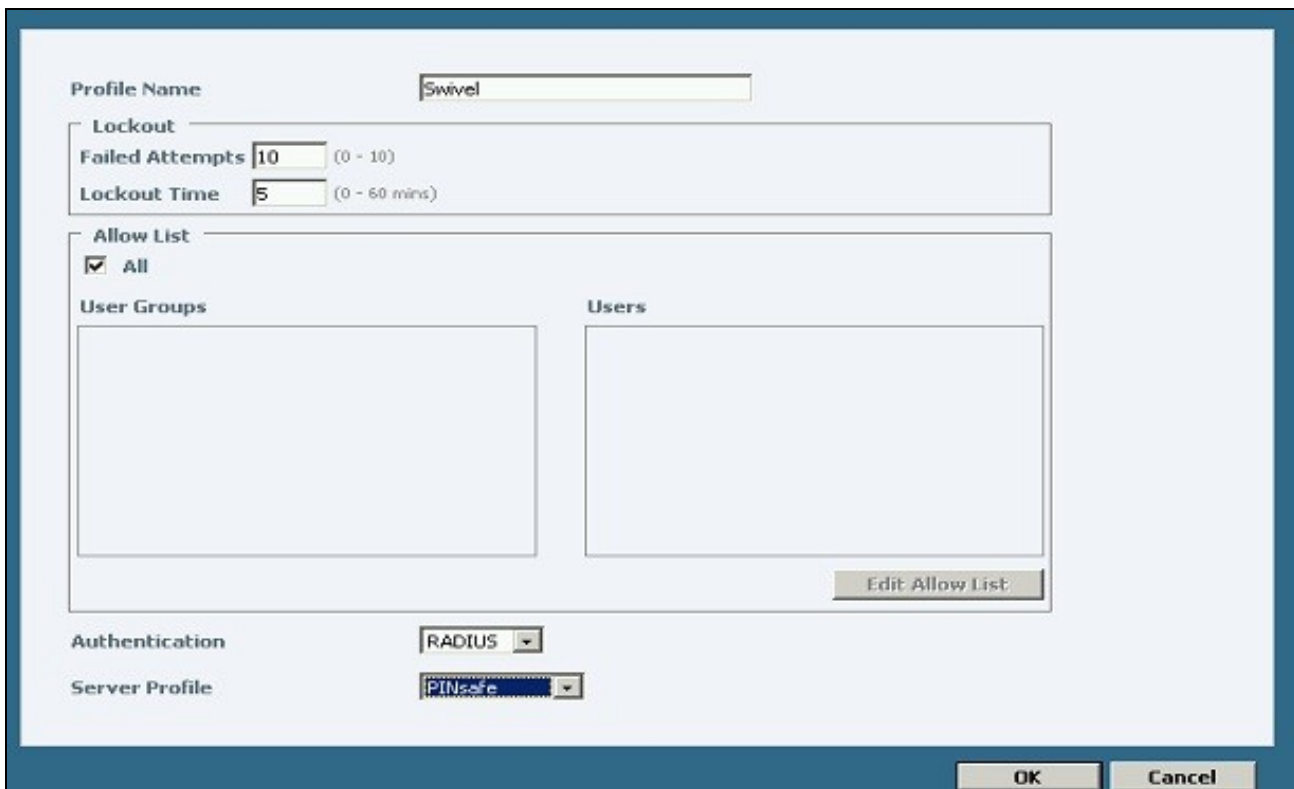 Profile Name Swivel
Lockout
Failed Attempts 10 (0 - 10)
Lockout Time 5 (0 - 60 mins)
Allow List
All
User Groups Users
Edit Allow List
Authentication RADIUS
Server Profile PINsafe
OK Cancel